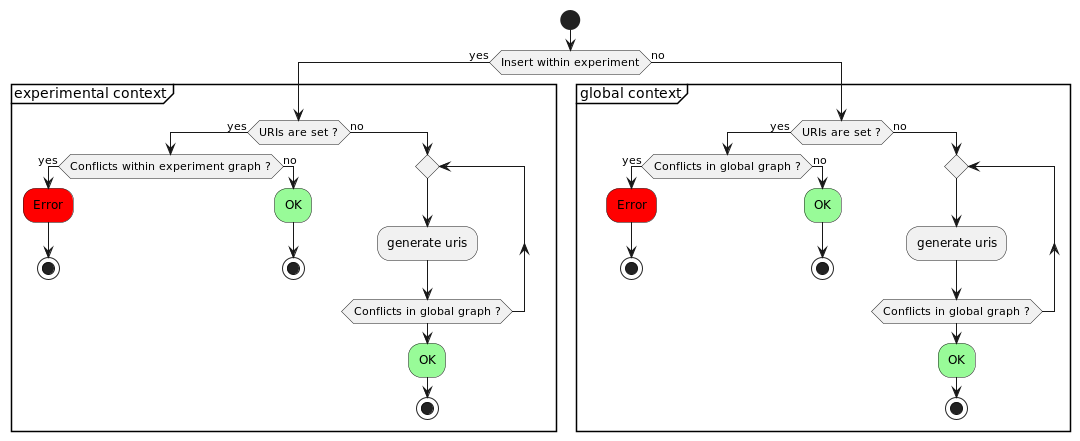 yes
Insert within experiment
no
experimental context
yes
URIs are set ?
no
yes
Conflicts within experiment graph ?
no
Error
OK
generate uris
Conflicts in global graph ?
OK
global context
yes
URIs are set ?
no
yes
Conflicts in global graph ?
no
Error
OK
generate uris
Conflicts in global graph ?
OK